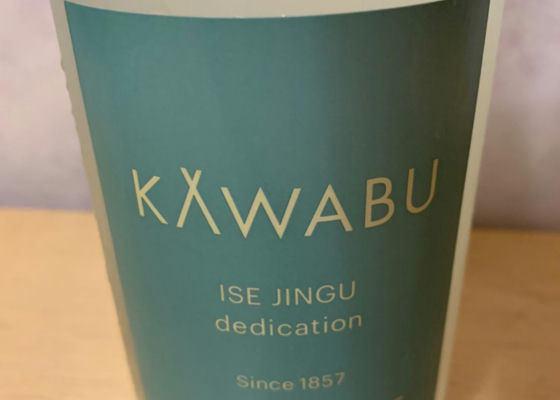 KAWABU
ISE JINGU
dedication
Since 1857